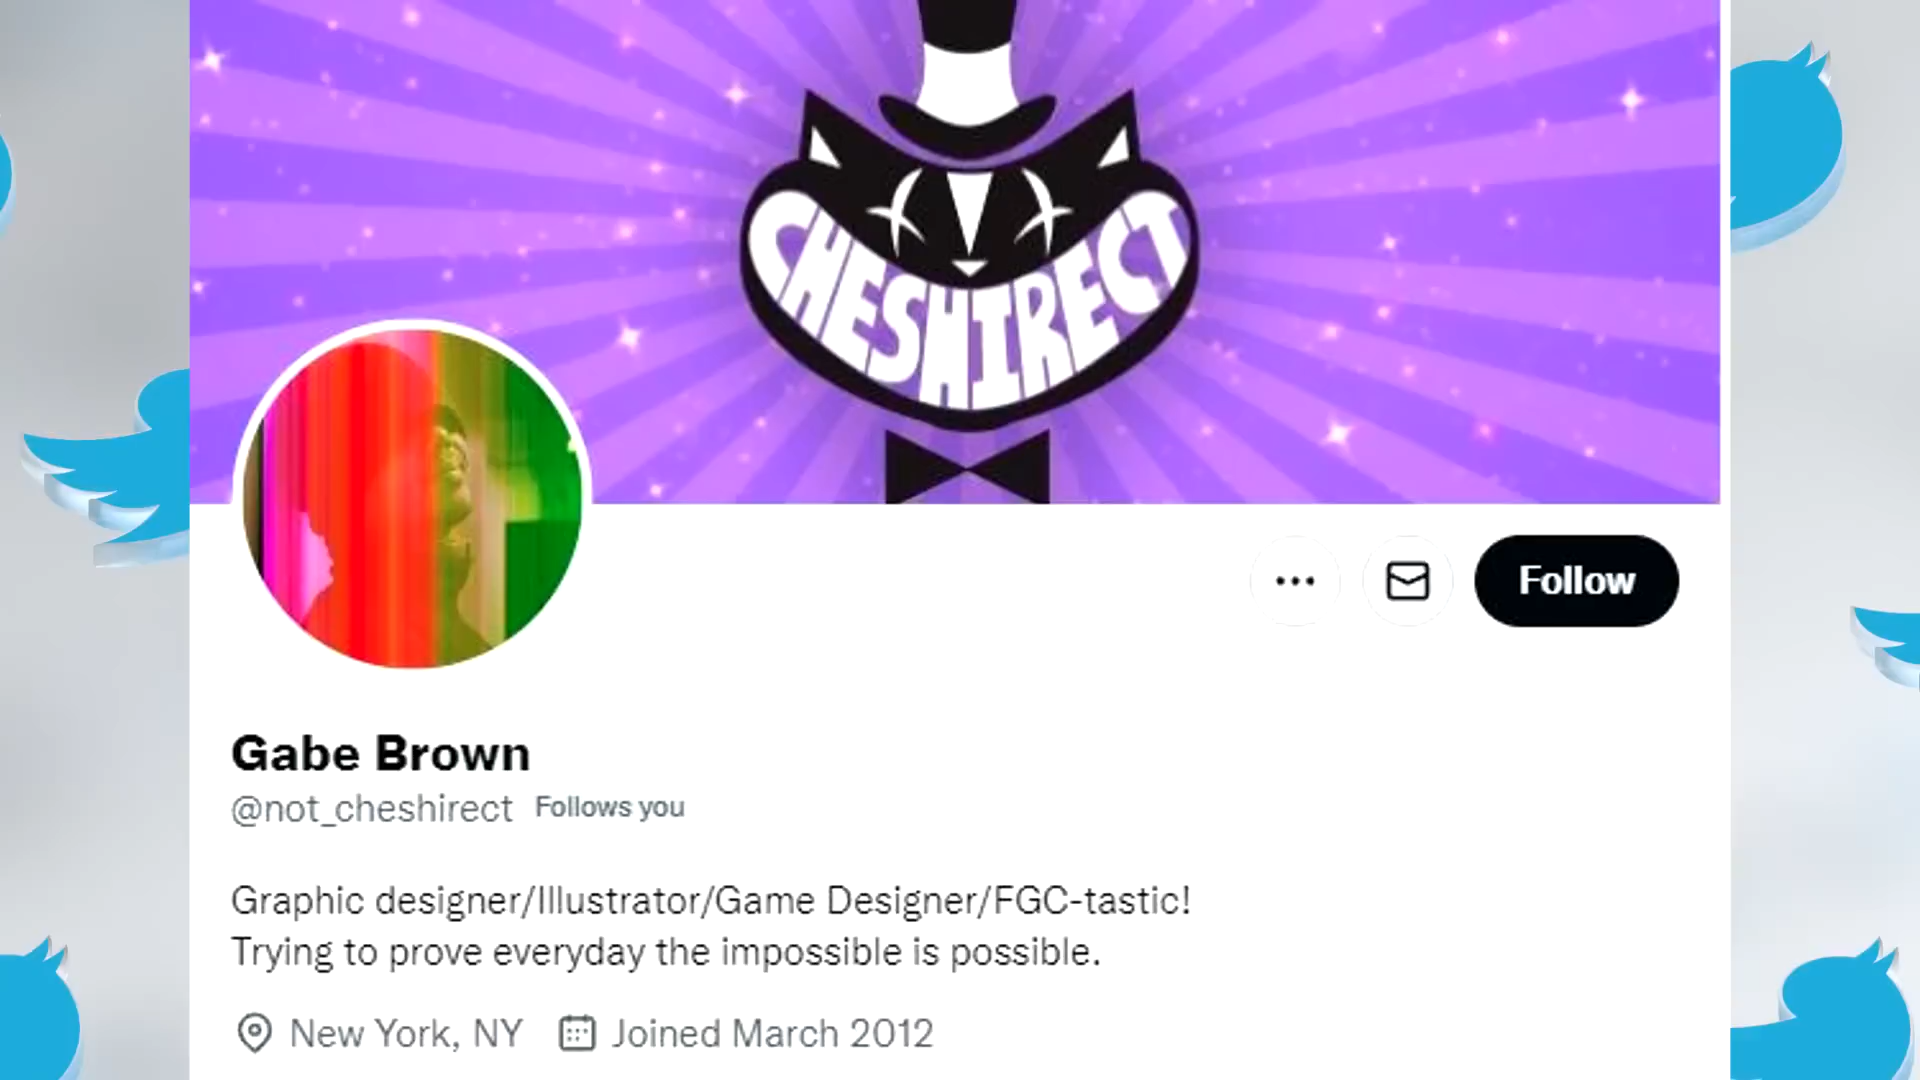 CHESHIRECT
Follow
Gabe Brown
@not_cheshirect Follows you
Graphic designer/Illustrator/Game Designer/FGC-tastic!
Trying to prove everyday the impossible is possible.
New York, NY Joined March 2012